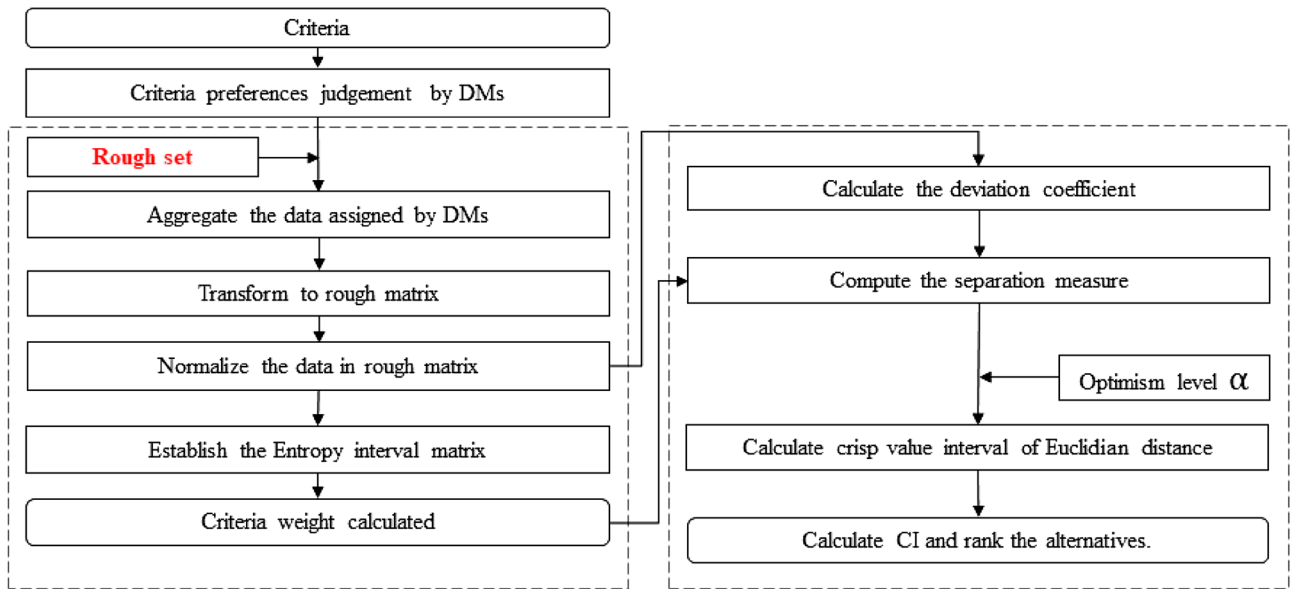 Criteria
Criteria preferences judgement by DMs
Rough set
Aggregate the data assigned by DMs
Transform to rough matrix
Normalize the data in rough matrix
Establish the Entropy interval matrix
Criteria weight calculated
Calculate the deviation coefficient
Compute the separation measure
Optimism level α
Calculate crisp value interval of Euclidian distance
Calculate CI and rank the alternatives.